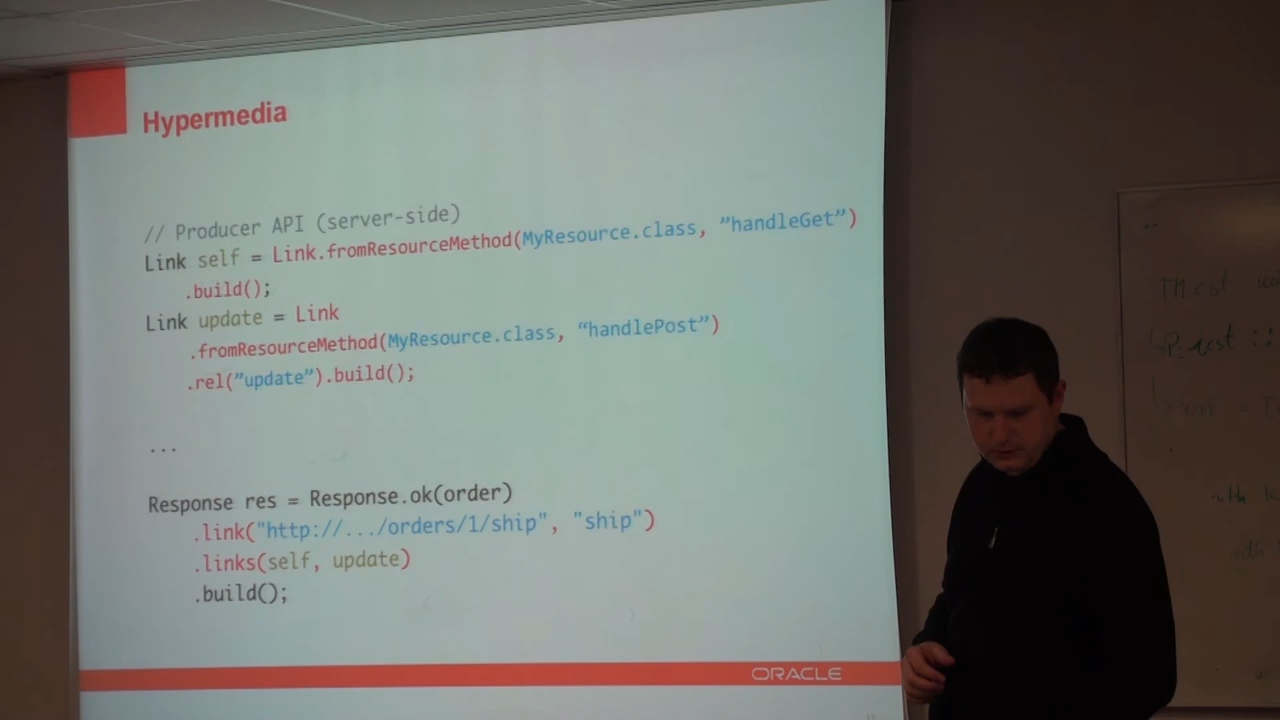 Hypermedia
// Producer API (server-side)
Link self = Link.fromResourceMethod(MyResource.class, ”handleGet”)
.build();
Link update = Link
.fromResourceMethod(MyResource.class, “handlePost”)
.rel(”update”).build();
...
Response res = Response.ok(order)
.link("http://.../orders/1/ship", "ship")
.links(self, update)
.build();
ORACLE